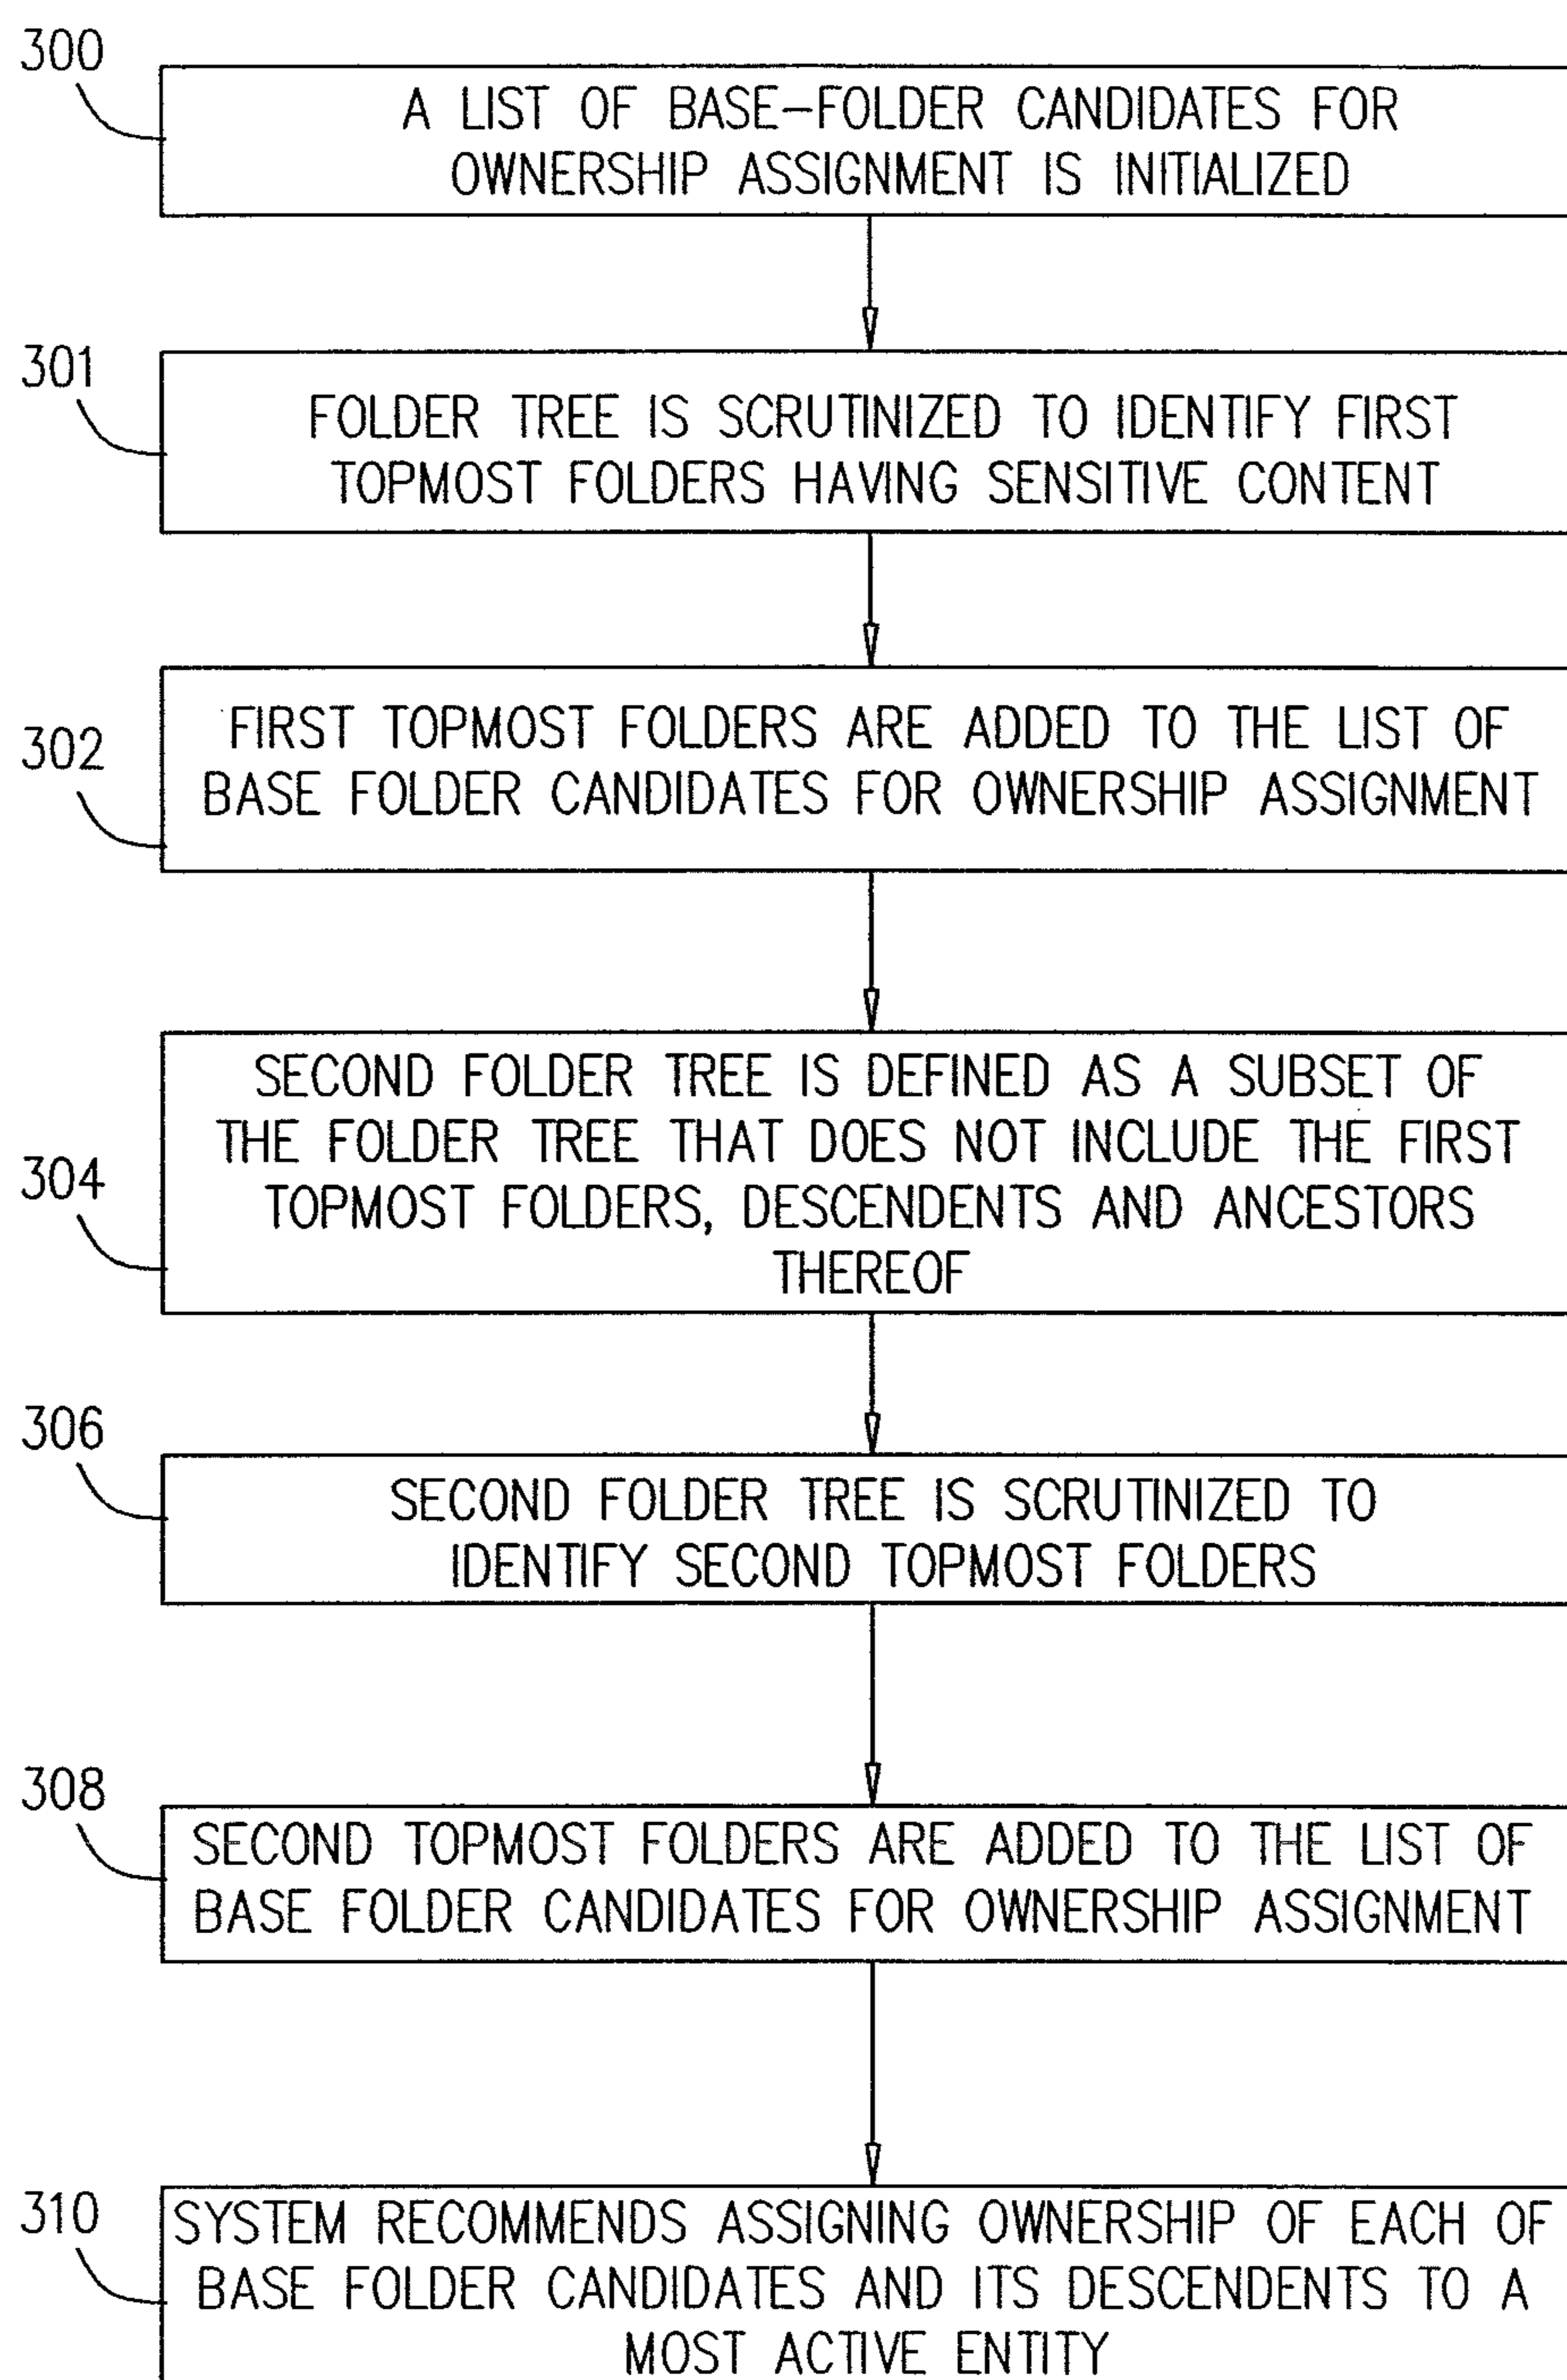 300
A LIST OF BASE-FOLDER CANDIDATES FOR
OWNERSHIP ASSIGNMENT IS INITIALIZED
301
FOLDER TREE IS SCRUTINIZED TO IDENTIFY FIRST
TOPMOST FOLDERS HAVING SENSITIVE CONTENT
302
FIRST TOPMOST FOLDERS ARE ADDED TO THE LIST OF
BASE FOLDER CANDIDATES FOR OWNERSHIP ASSIGNMENT
304
SECOND FOLDER TREE IS DEFINED AS A SUBSET OF
THE FOLDER TREE THAT DOES NOT INCLUDE THE FIRST
TOPMOST FOLDERS, DESCENDENTS AND ANCESTORS
THEREOF
306
SECOND FOLDER TREE IS SCRUTINIZED TO
IDENTIFY SECOND TOPMOST FOLDERS
308
SECOND TOPMOST FOLDERS ARE ADDED TO THE LIST OF
BASE FOLDER CANDIDATES FOR OWNERSHIP ASSIGNMENT
310
SYSTEM RECOMMENDS ASSIGNING OWNERSHIP OF EACH OF
BASE FOLDER CANDIDATES AND ITS DESCENDENTS TO A
MOST ACTIVE ENTITY